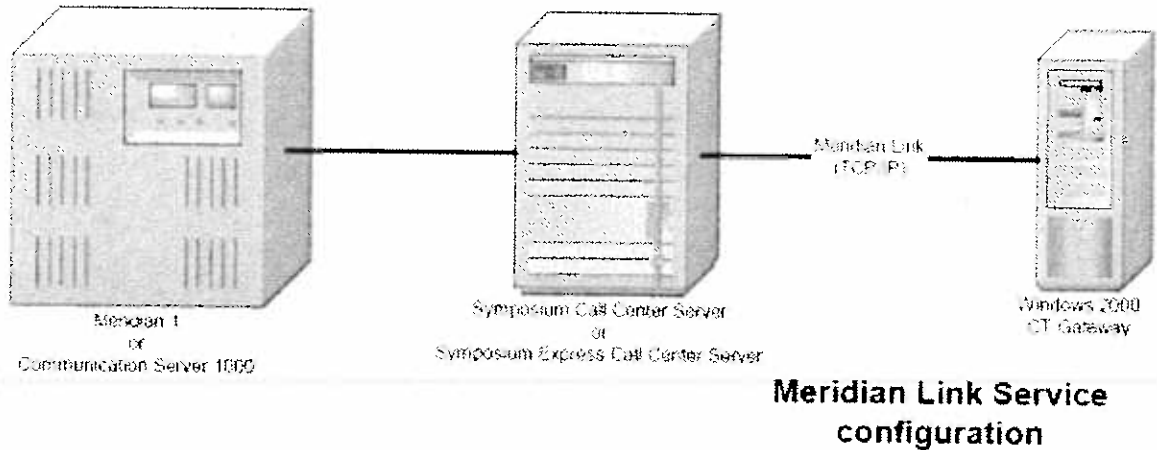 Meridian Link
(TCP/IP)
Meridian 1
or
Communication Server 1000
Symposium Call Center Server
or
Symposium Express Call Center Server
Windows 2000
CT Gateway
Meridian Link Service
configuration